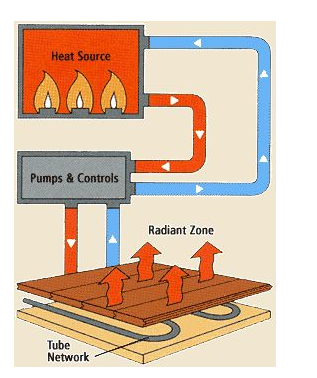 Heat Source
Pumps & Controls
Radiant Zone
Tube
Network